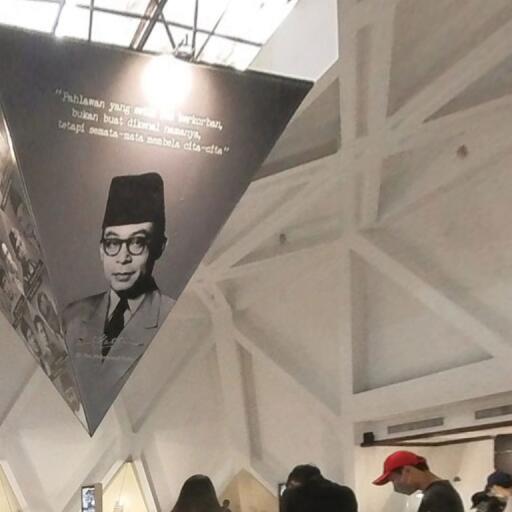 "Pahlawan yang berkorban,
bukan buat dikenal namanya,
tetapi semata-mata membela cita-cita"